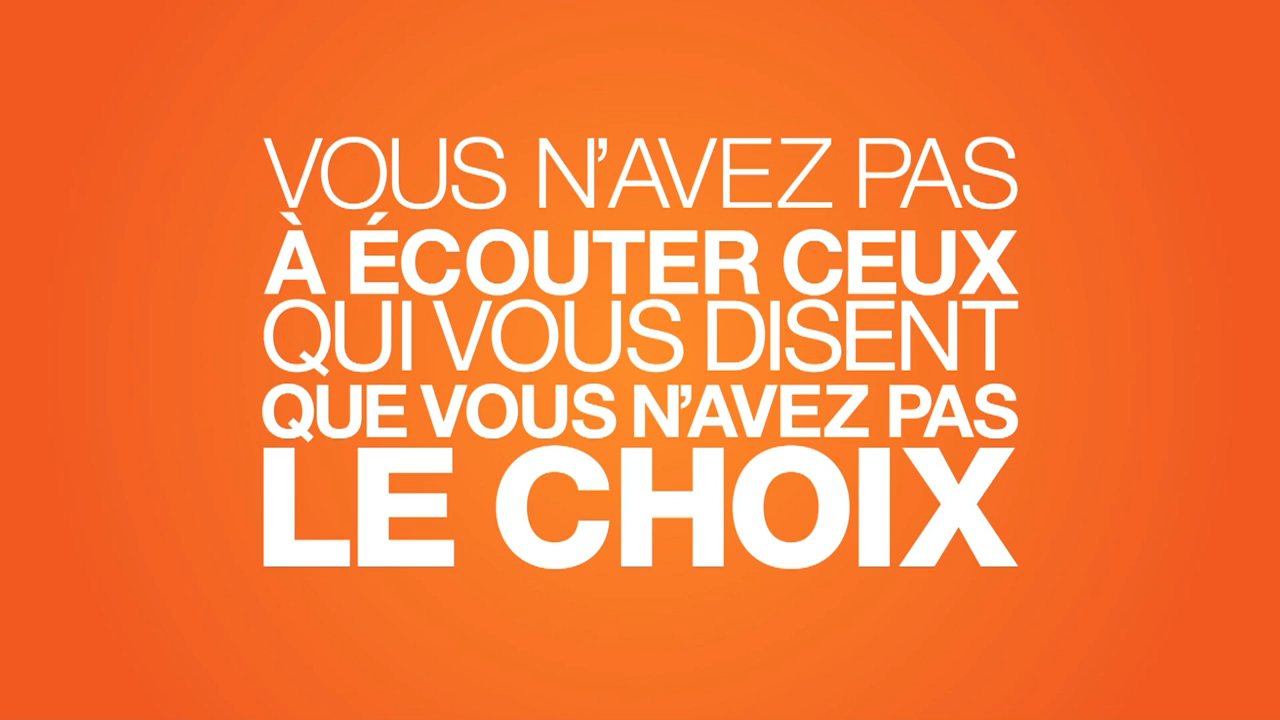 VOUS N’AVEZ PAS
À ÉCOUTER CEUX
QUI VOUS DISENT
QUE VOUS N’AVEZ PAS
LE CHOIX